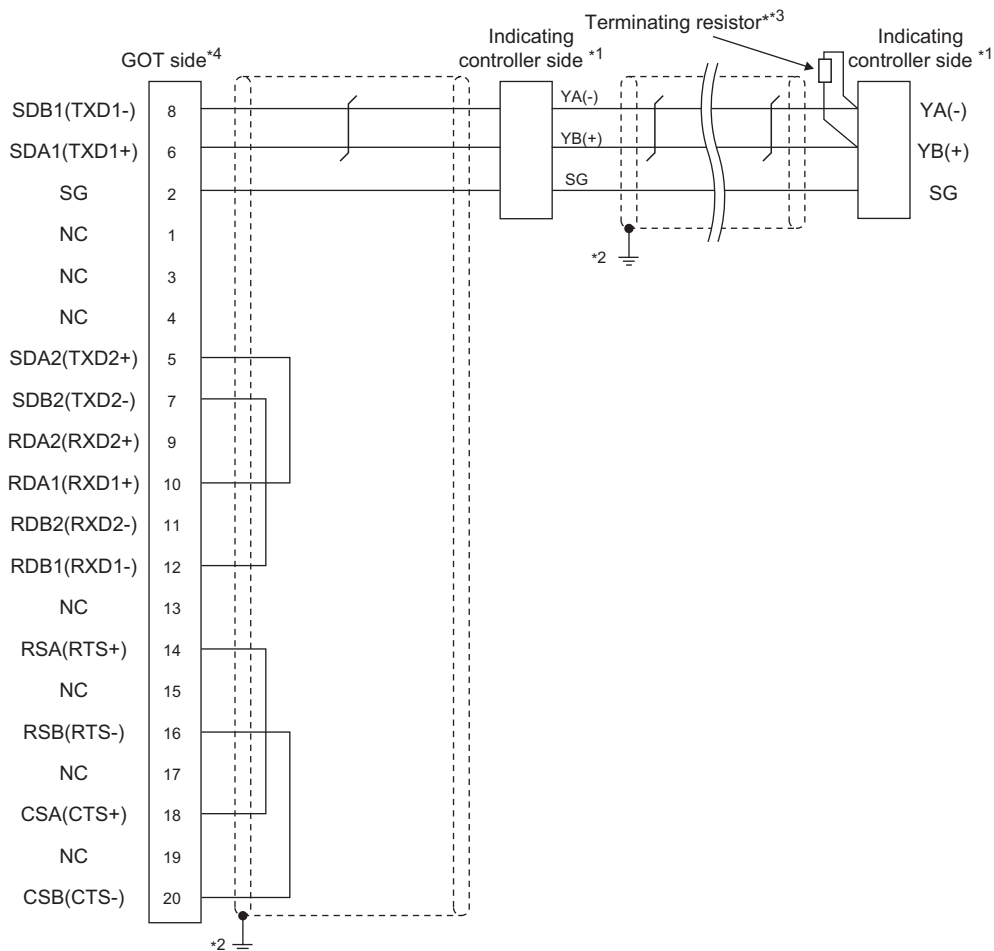 Terminating resistor**3
GOT side*4
Indicating controller side *1
Indicating controller side *1
SDB1(TXD1-) 8 YA(-) YA(-)
SDA1(TXD1+) 6 YB(+) YB(+)
SG 2 SG SG
NC 1
*2
NC 3
NC 4
SDA2(TXD2+) 5
SDB2(TXD2-) 7
RDA2(RXD2+) 9
RDA1(RXD1+) 10
RDB2(RXD2-) 11
RDB1(RXD1-) 12
NC 13
RSA(RTS+) 14
NC 15
RSB(RTS-) 16
NC 17
CSA(CTS+) 18
NC 19
CSB(CTS-) 20
*2